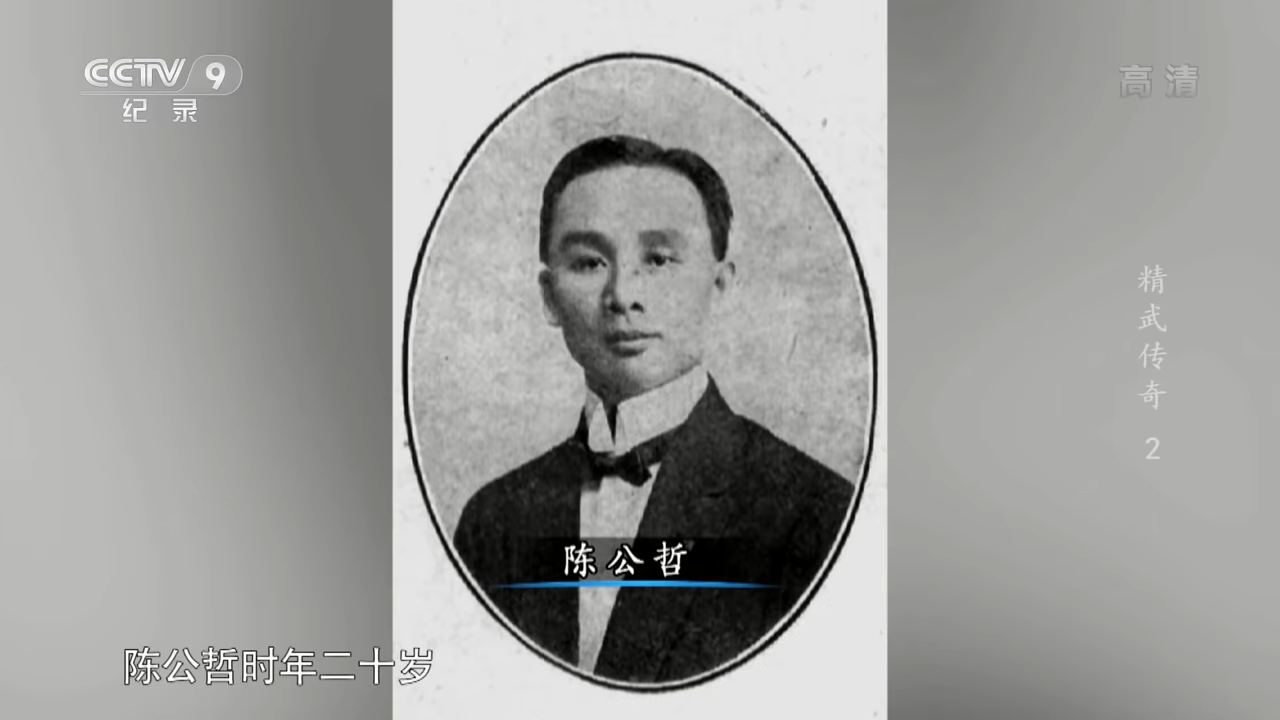 CCTV 9
纪录
高清
精武传奇 2
陈公哲
陈公哲时年二十岁